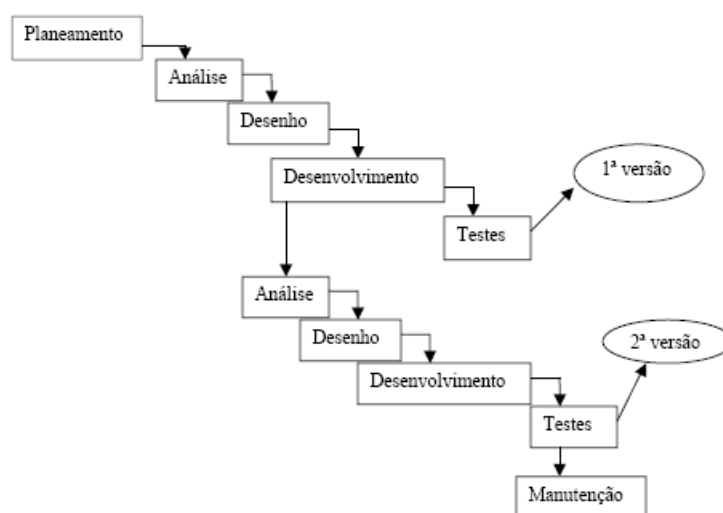 Planeamento
Análise
Desenho
Desenvolvimento
1ª versão
Testes
Análise
Desenho
2ª versão
Desenvolvimento
Testes
Manutenção